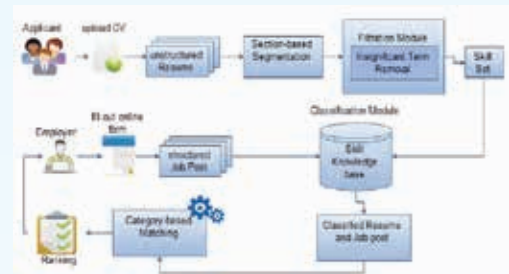 Applicant
upload CV
unstructured
Resume
Section-based
Segmentation
Filtration Module
Insignificant Term
Removal
Skill
Set
Employer
fill out online
form
structured
Job Post
Classification Module
Skill
Knowledge
base
Classified Resume
and Job post
Category-based
Matching
Ranking